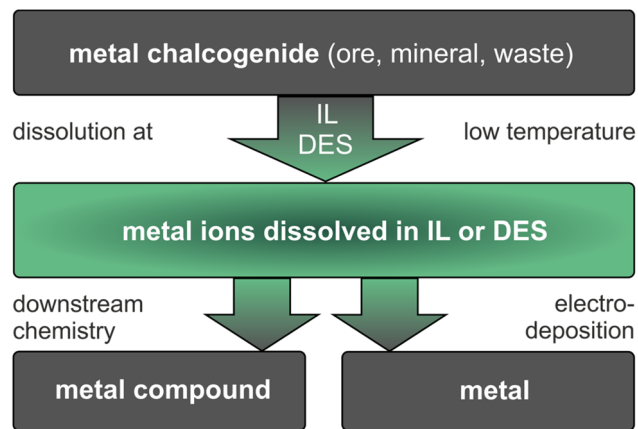 metal chalcogenide (ore, mineral, waste)
dissolution at
IL
DES
low temperature
metal ions dissolved in IL or DES
downstream
chemistry
electro-
deposition
metal compound
metal